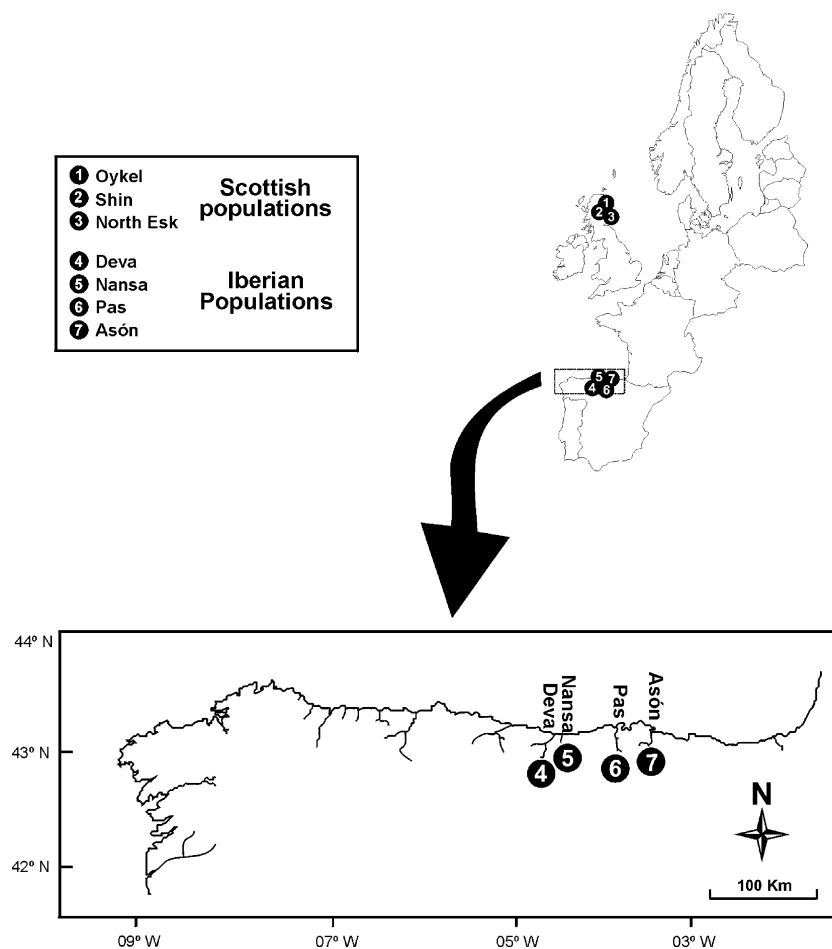 1 Oykel
2 Shin
3 North Esk
Scottish
populations
4 Deva
5 Nansa
6 Pas
7 Asón
Iberian
Populations
1
2
3
5
7
4
6
44º N
43º N
42º N
Deva
Nansa
Pas
Asón
4
5
6
7
N
100 Km
09º W
07º W
05º W
03º W